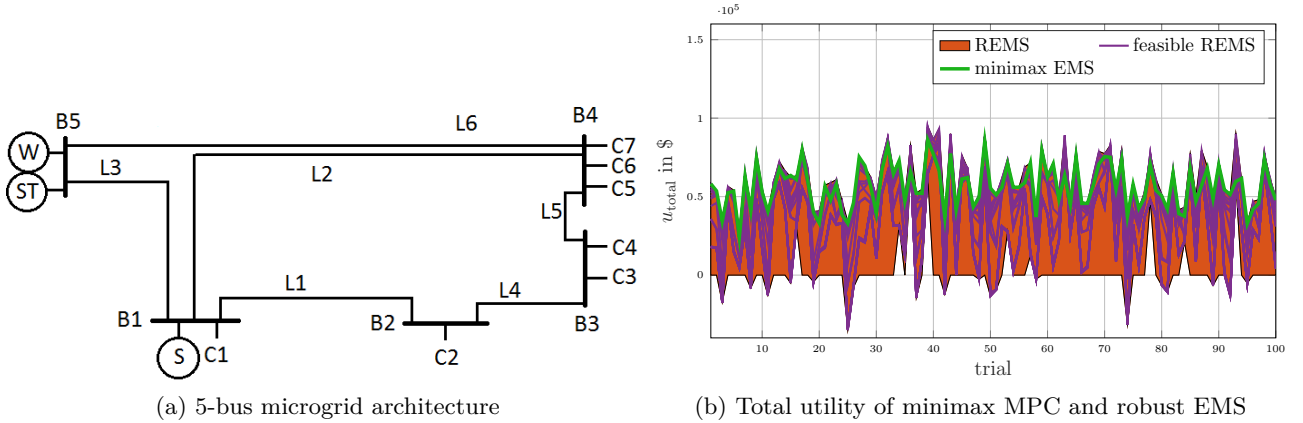 B5
W
ST
L3
L6
L2
B4
C7
C6
C5
L5
C4
C3
B3
L4
L1
B2
C2
B1
S
C1
(a) 5-bus microgrid architecture
·10⁵
REMS
feasible REMS
minimax EMS
1.5
1
0.5
0
u_total in $
10 20 30 40 50 60 70 80 90 100
trial
(b) Total utility of minimax MPC and robust EMS